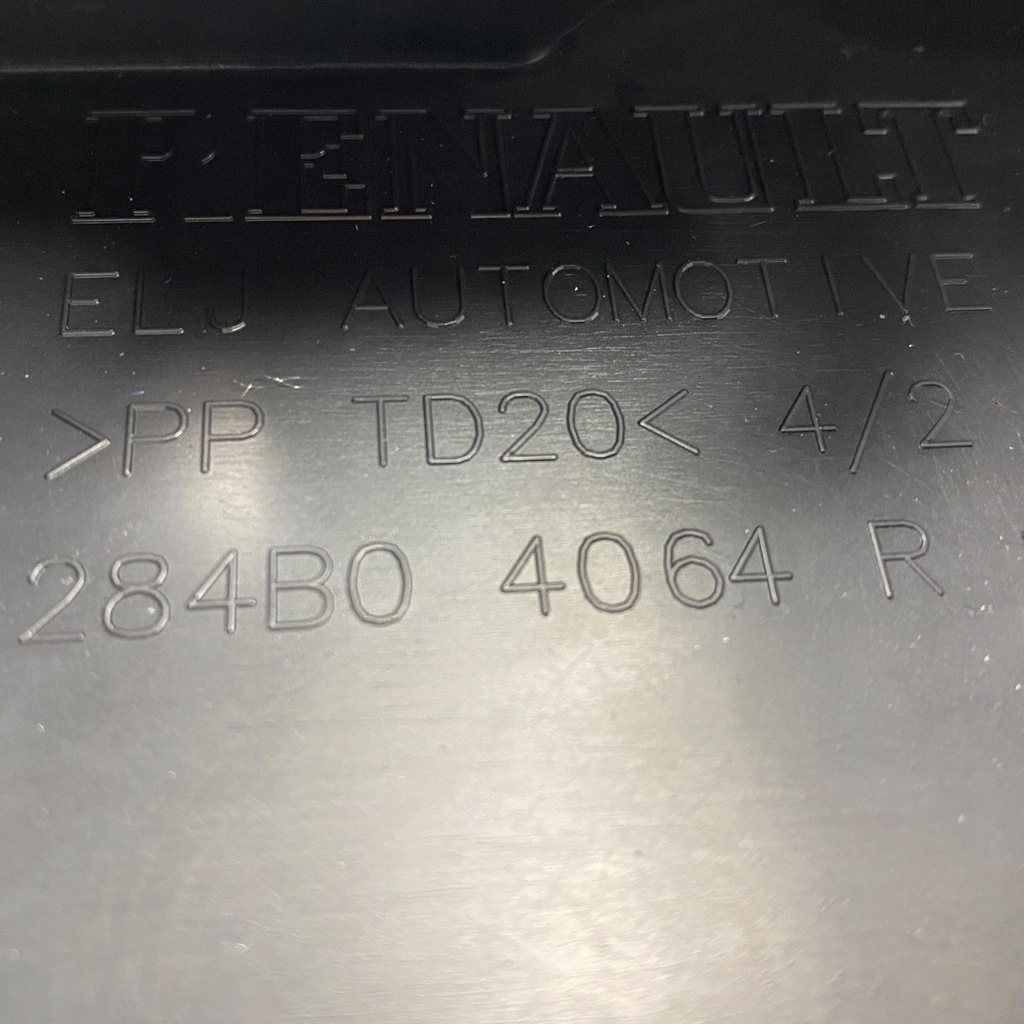 RENAULT
ELJ AUTOMOTIVE
>PP TD20< 4/2
284B0 4064 R